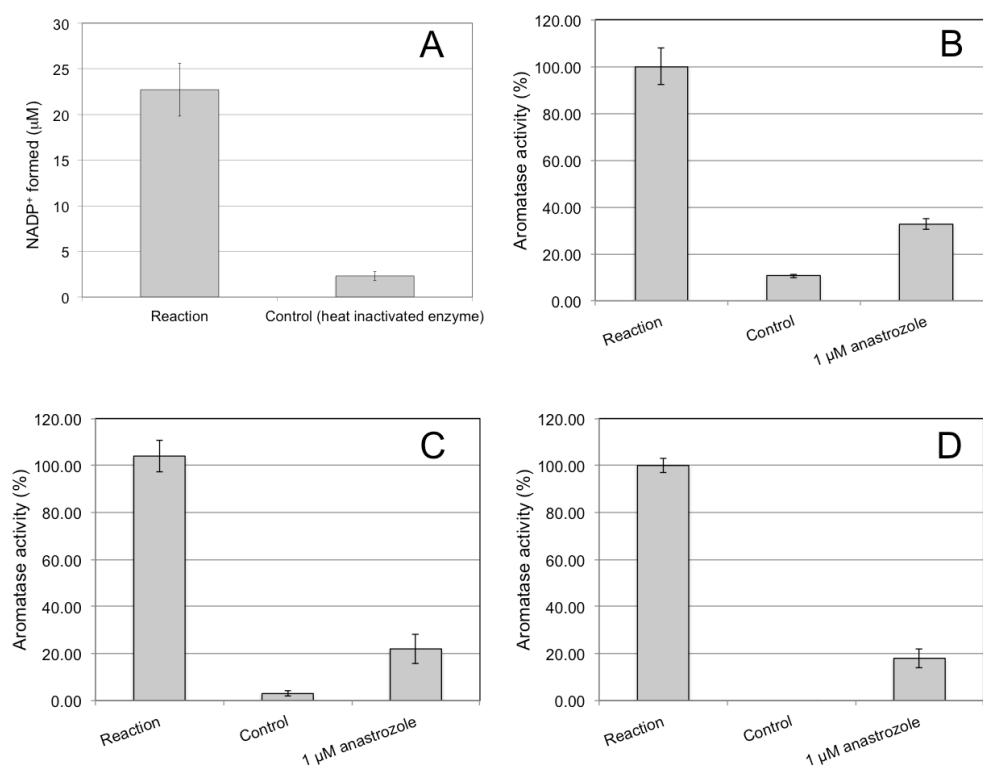 A
NADP⁺ formed (μM)
30
25
20
15
10
5
0
Reaction
Control (heat inactivated enzyme)
B
Aromatase activity (%)
120.00
100.00
80.00
60.00
40.00
20.00
0.00
Reaction
Control
1 μM anastrozole
C
Aromatase activity (%)
120.00
100.00
80.00
60.00
40.00
20.00
0.00
Reaction
Control
1 μM anastrozole
D
Aromatase activity (%)
120.00
100.00
80.00
60.00
40.00
20.00
0.00
Reaction
Control
1 μM anastrozole